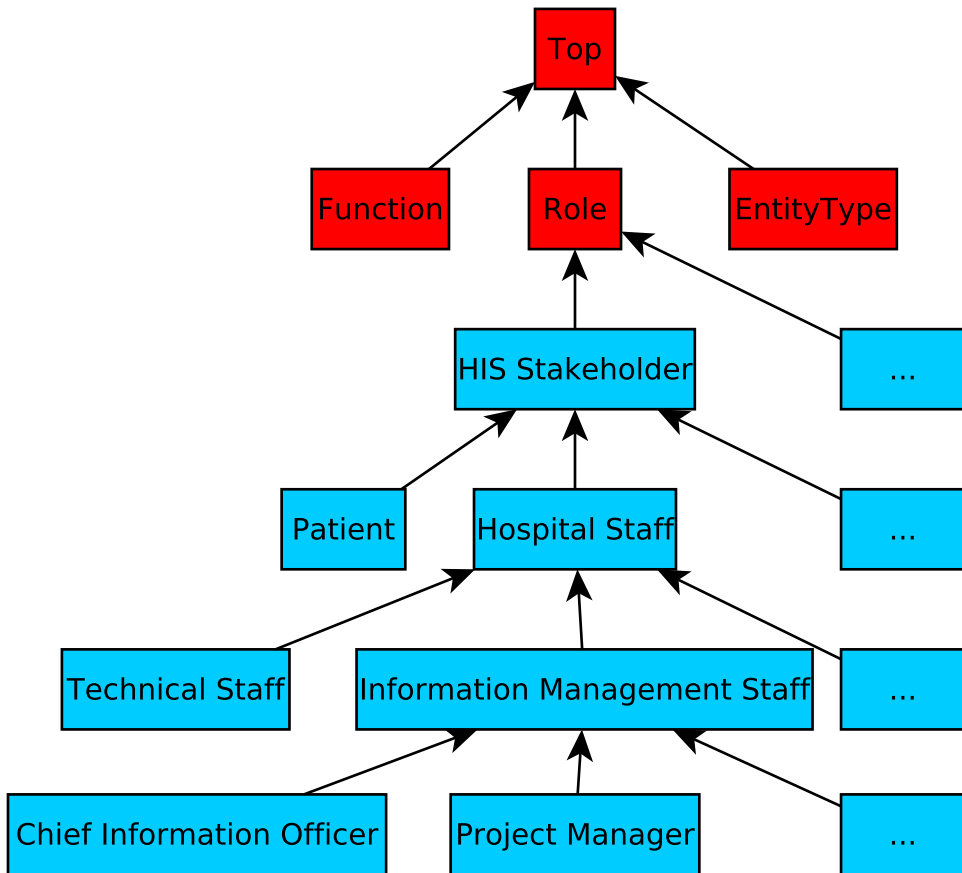 Top
Function
Role
EntityType
HIS Stakeholder
...
Patient
Hospital Staff
...
Technical Staff
Information Management Staff
...
Chief Information Officer
Project Manager
...